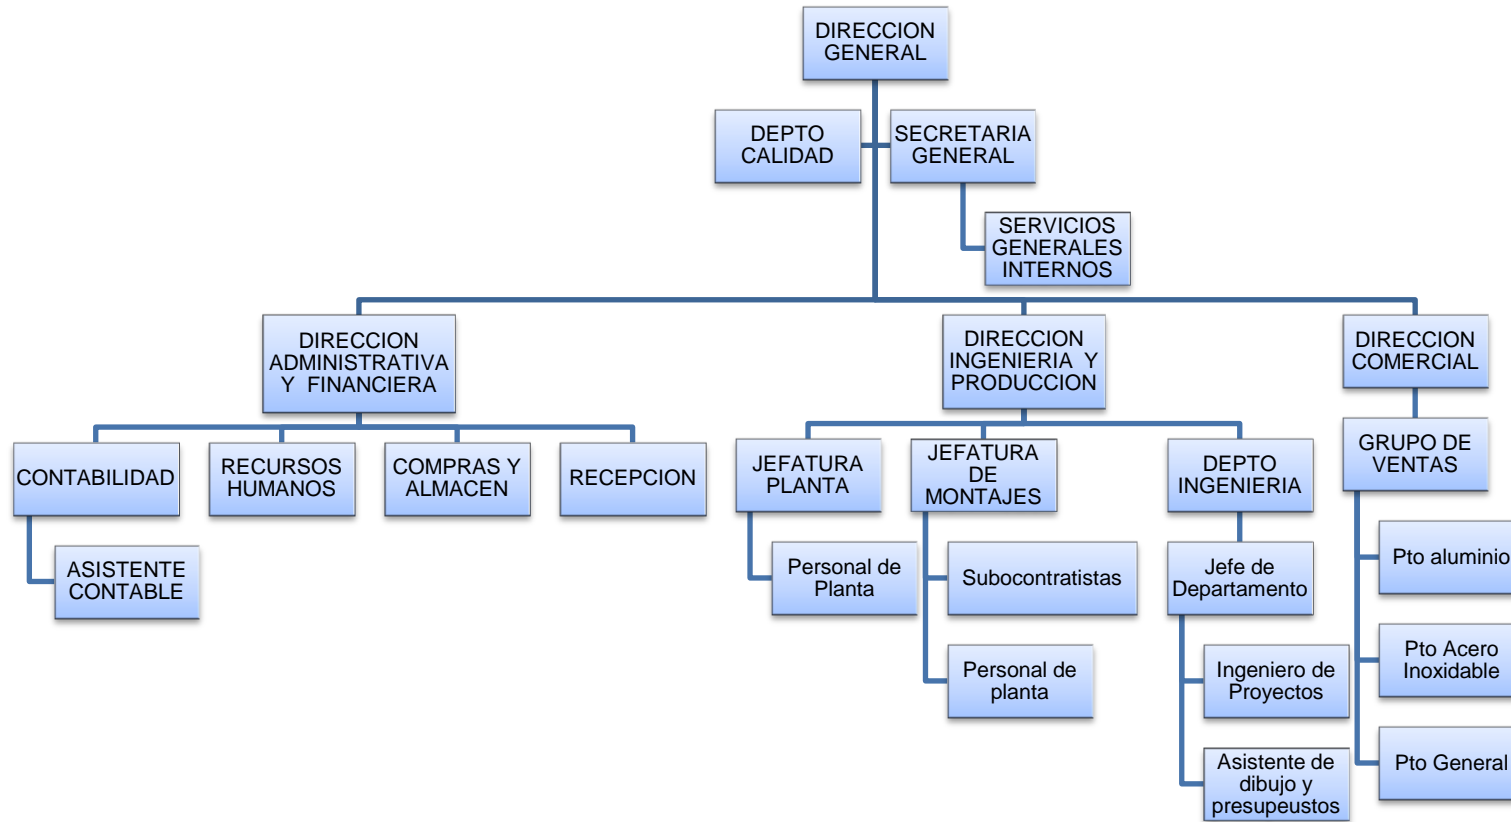 DIRECCION
GENERAL
DEPTO
CALIDAD
SECRETARIA
GENERAL
SERVICIOS
GENERALES
INTERNOS
DIRECCION
ADMINISTRATIVA
Y FINANCIERA
DIRECCION
INGENIERIA Y
PRODUCCION
DIRECCION
COMERCIAL
CONTABILIDAD
RECURSOS
HUMANOS
COMPRAS Y
ALMACEN
RECEPCION
JEFATURA
PLANTA
JEFATURA
DE
MONTAJES
DEPTO
INGENIERIA
GRUPO DE
VENTAS
ASISTENTE
CONTABLE
Personal de
Planta
Subocontratistas
Jefe de
Departamento
Pto aluminio
Personal de
planta
Ingeniero de
Proyectos
Pto Acero
Inoxidable
Asistente de
dibujo y
presupeustos
Pto General